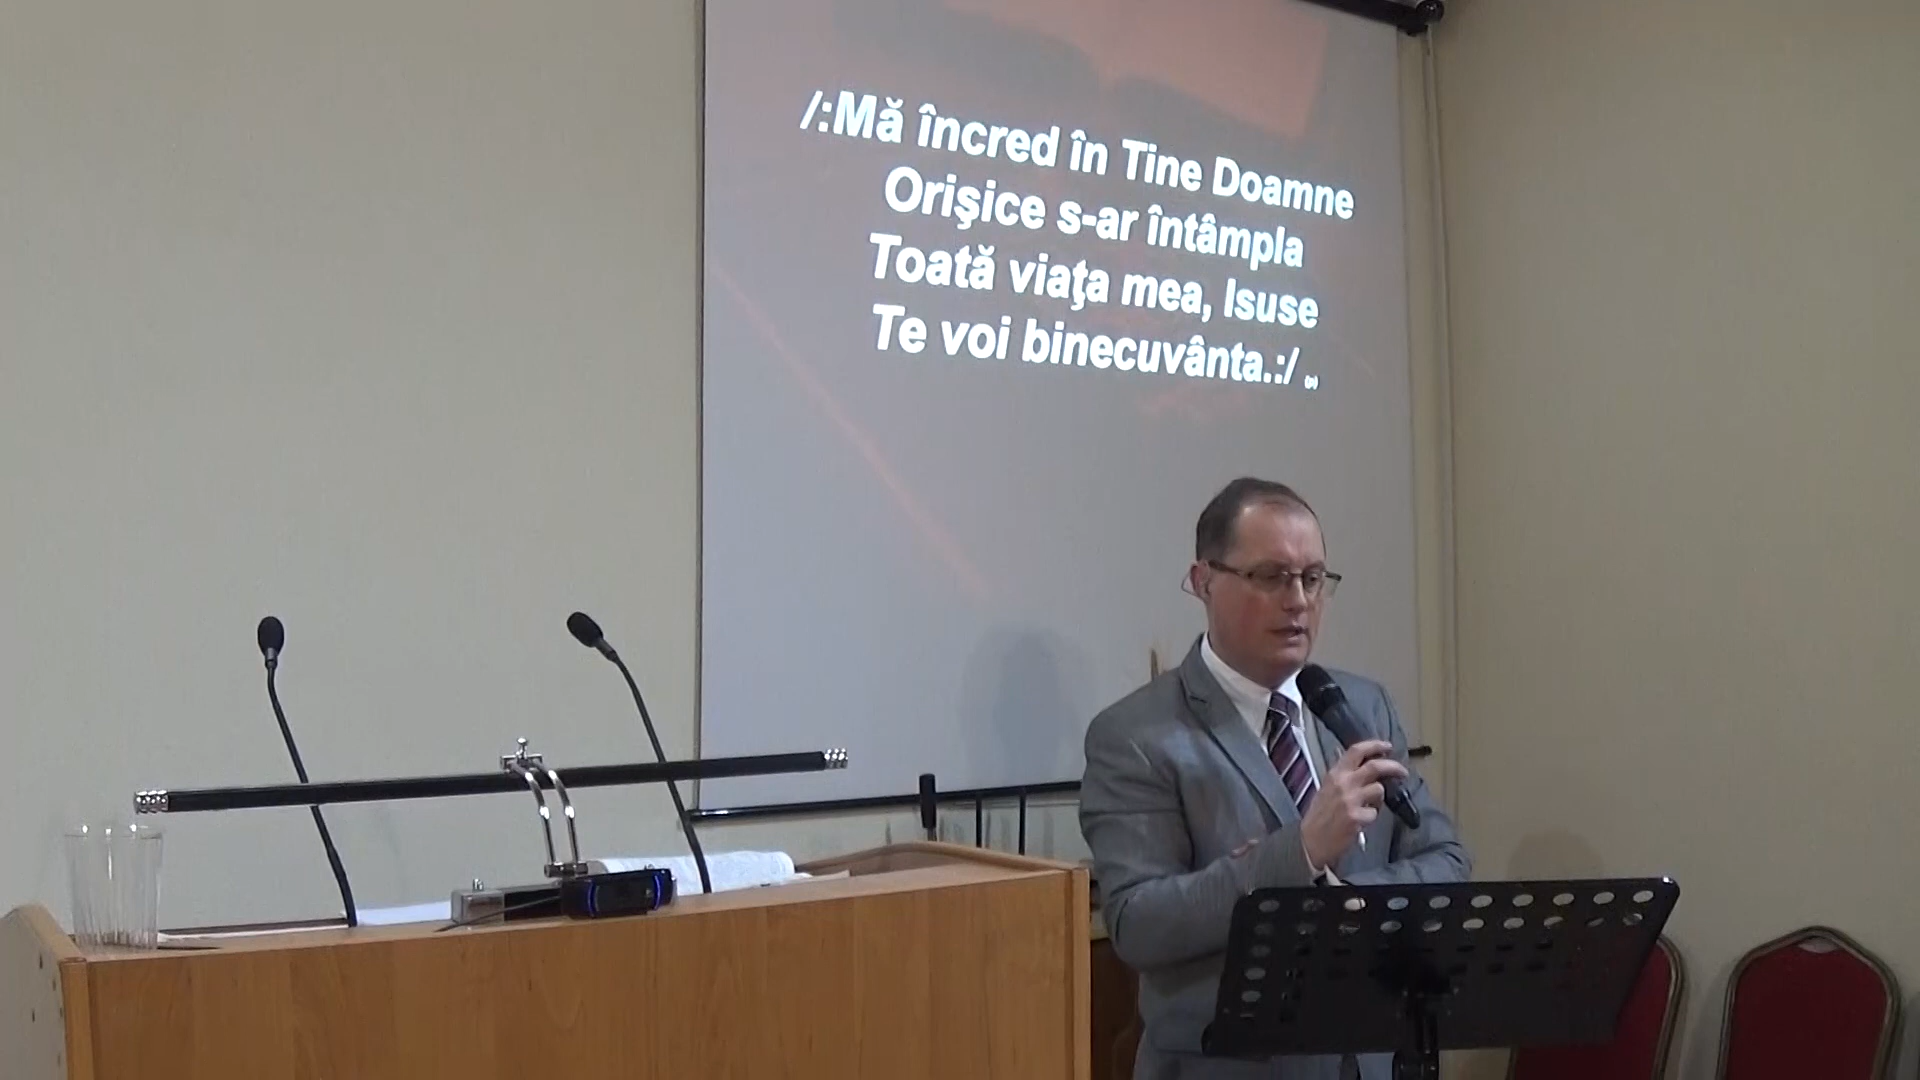 /:Mă încred în Tine Doamne
Orişice s-ar întâmpla
Toată viaţa mea, Isuse
Te voi binecuvânta.:/